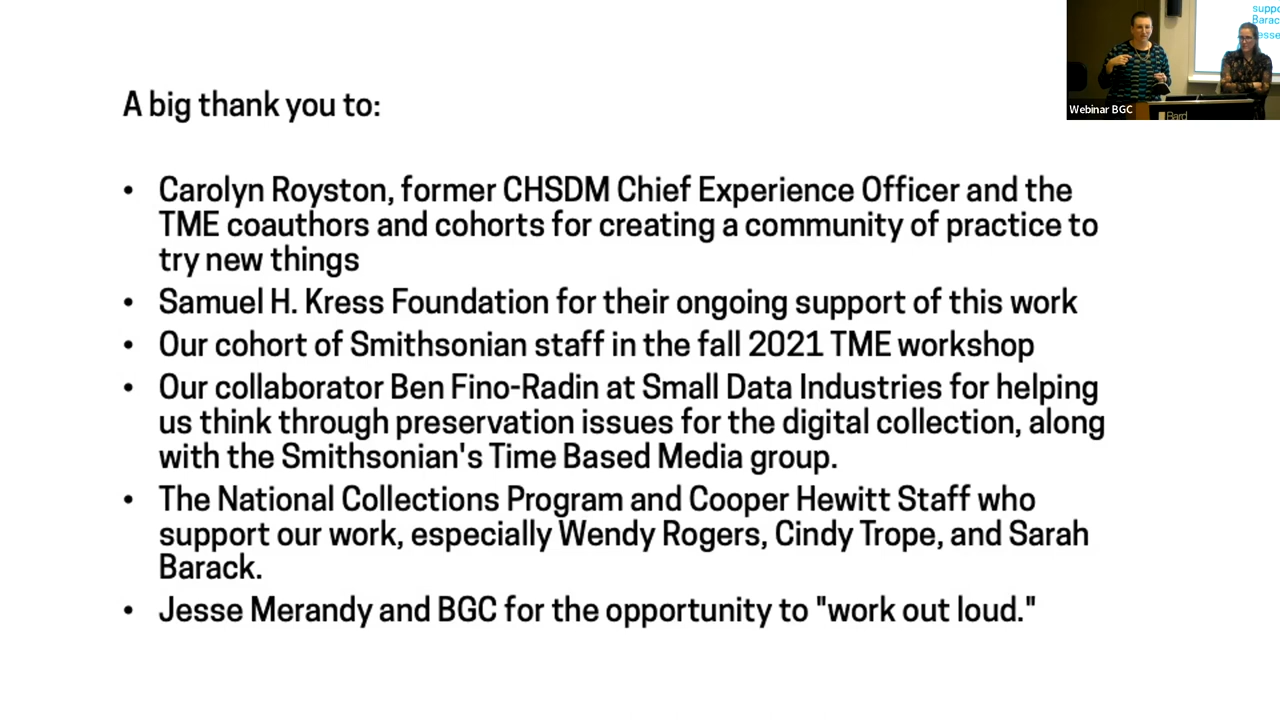 A big thank you to:
• Carolyn Royston, former CHSDM Chief Experience Officer and the
TME coauthors and cohorts for creating a community of practice to
try new things
• Samuel H. Kress Foundation for their ongoing support of this work
• Our cohort of Smithsonian staff in the fall 2021 TME workshop
• Our collaborator Ben Fino-Radin at Small Data Industries for helping
us think through preservation issues for the digital collection, along
with the Smithsonian's Time Based Media group.
• The National Collections Program and Cooper Hewitt Staff who
support our work, especially Wendy Rogers, Cindy Trope, and Sarah
Barack.
• Jesse Merandy and BGC for the opportunity to "work out loud."
suppo
Barac
Jesse
Webinar BGC
Bard